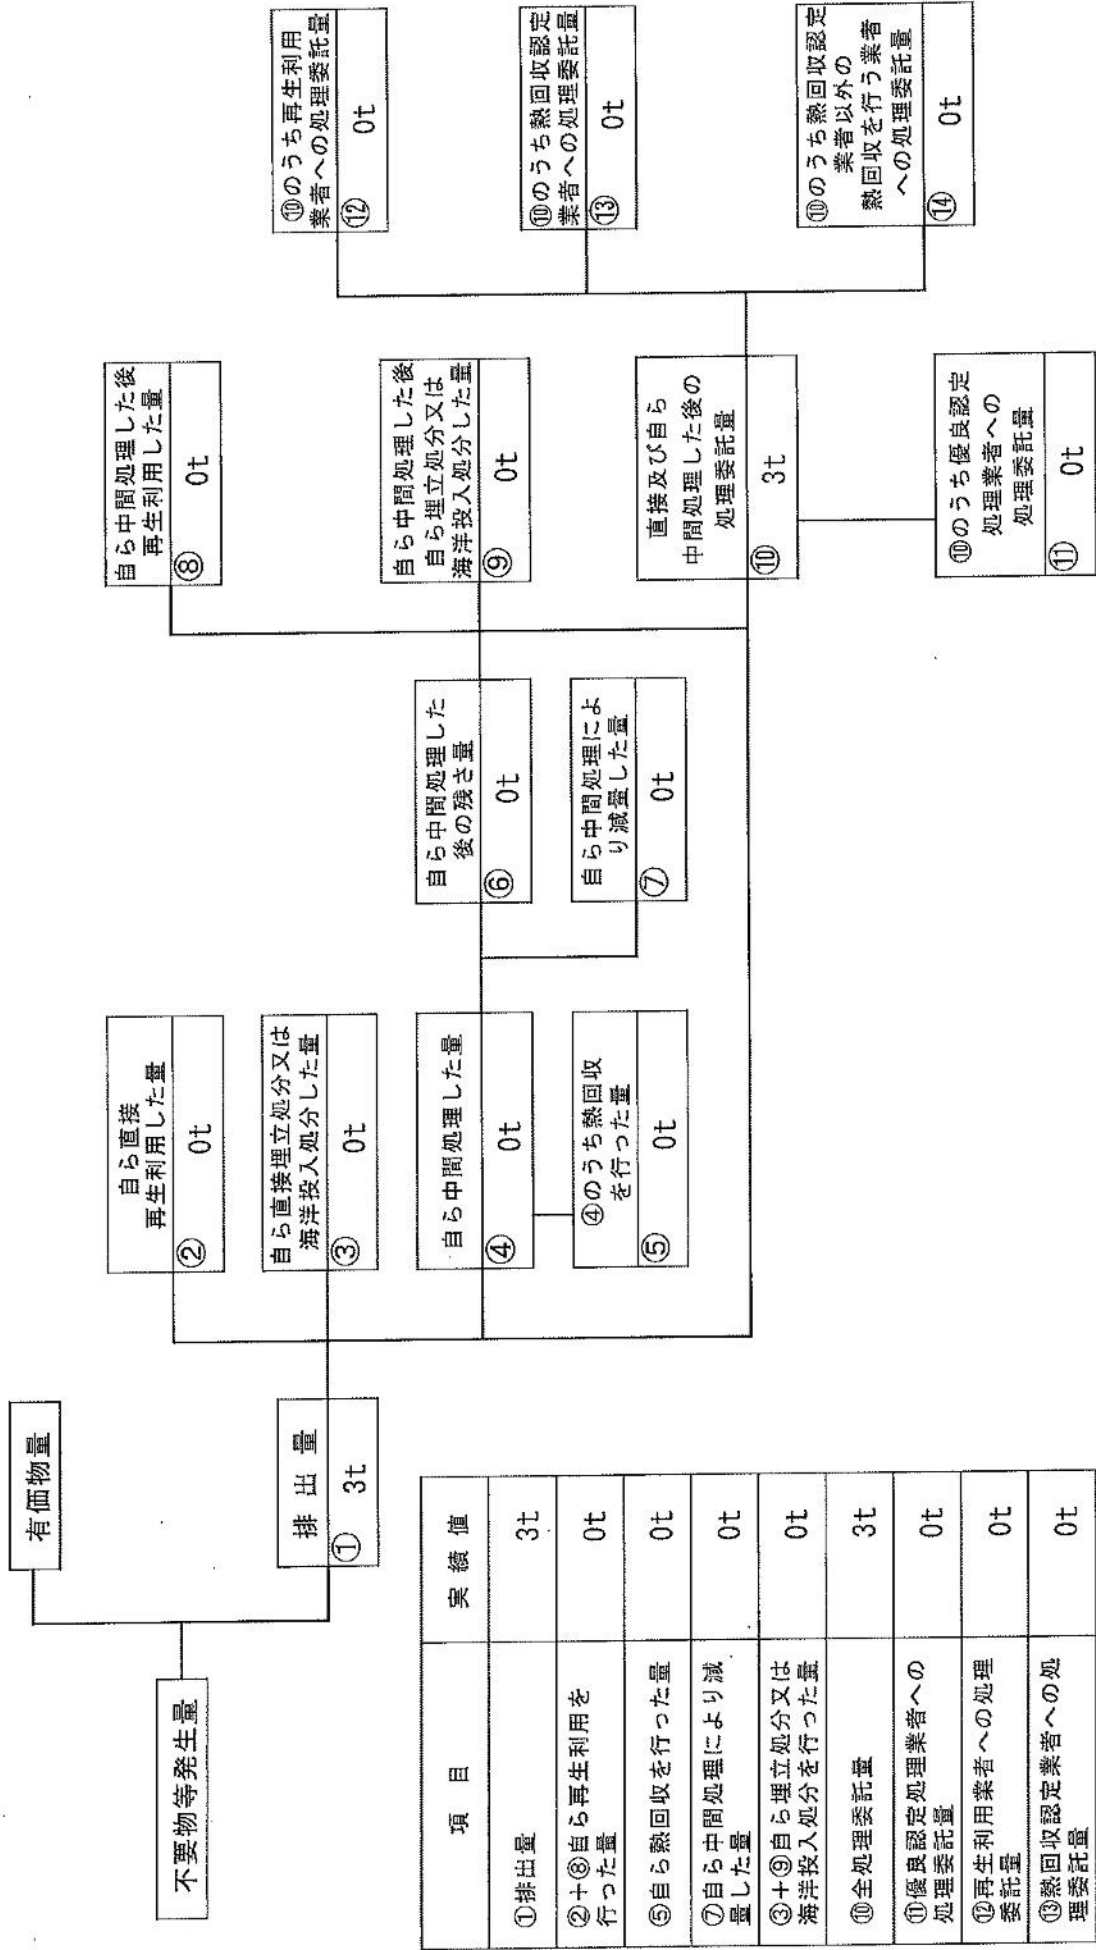 不要物等発生量
有価物量
排出量
①
3t
自ら直接
再生利用した量
②
0t
自ら直接埋立処分又は
海洋投入処分した量
③
0t
自ら中間処理した量
④
0t
④のうち熱回収
を行った量
⑤
0t
自ら中間処理した
後の残さ量
⑥
0t
自ら中間処理によ
り減量した量
⑦
0t
自ら中間処理した後
再生利用した量
⑧
0t
自ら中間処理した後
自ら埋立処分又は
海洋投入処分した量
⑨
0t
直接及び自ら
中間処理した後の
処理委託量
⑩
3t
⑩のうち優良認定
処理業者への
処理委託量
⑪
0t
⑩のうち再生利用
業者への処理委託量
⑫
0t
⑩のうち熱回収認定
業者への処理委託量
⑬
0t
⑩のうち熱回収認定
業者以外の
熱回収を行う業者
への処理委託量
⑭
0t
項目 実績値
①排出量 3t
②+⑧自ら再生利用を
行った量 0t
⑤自ら熱回収を行った量 0t
⑦自ら中間処理により減
量した量 0t
③+⑨自ら埋立処分又は
海洋投入処分を行った量 0t
⑩全処理委託量 3t
⑪優良認定処理業者への
処理委託量 0t
⑫再生利用業者への処理
委託量 0t
⑬熱回収認定業者への処
理委託量 0t